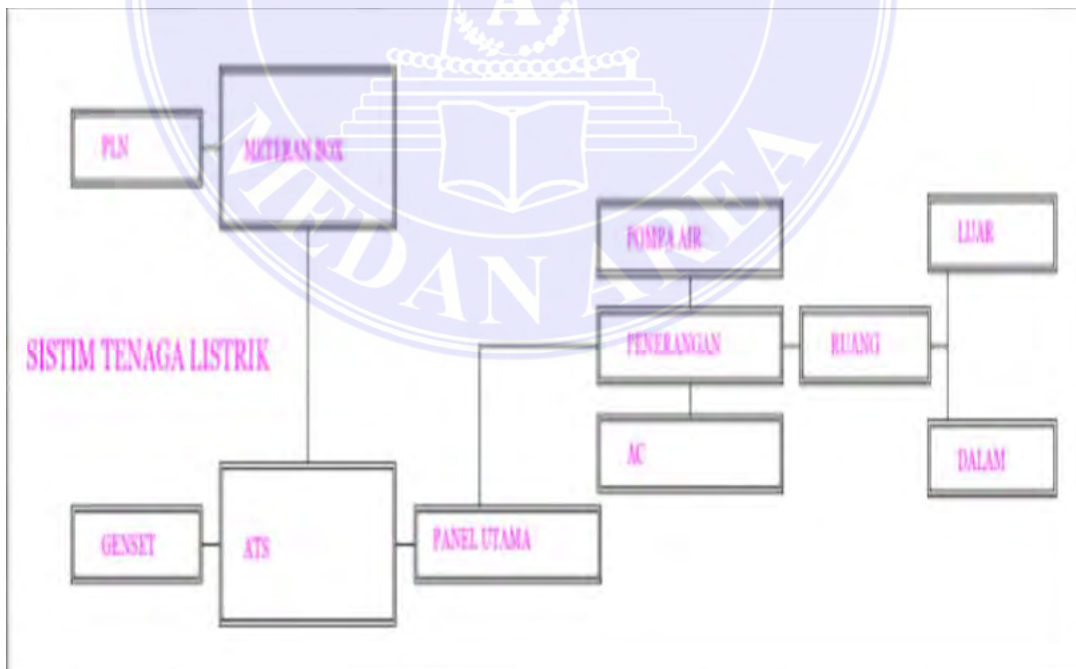 A
PLN
METERAN BOX
MEDAN AREA
POMPA AIR
LUAR
SISTIM TENAGA LISTRIK
PENERANGAN
RUANG
AC
DALAM
GENSET
ATS
PANEL UTAMA